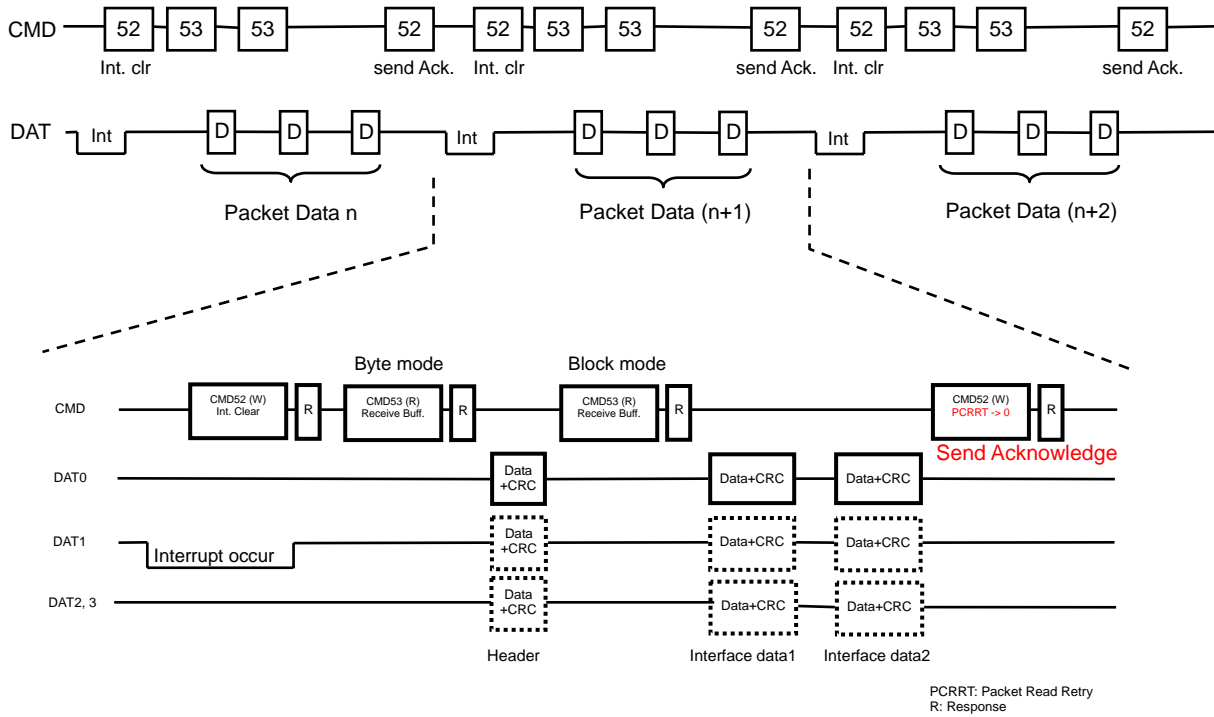 CMD 52 53 53 52 52 53 53 52 52 53 53 52
Int. clr send Ack. Int. clr send Ack. Int. clr send Ack.
DAT Int D D D Int D D D Int D D D
Packet Data n Packet Data (n+1) Packet Data (n+2)
Byte mode Block mode
CMD
CMD52 (W)
Int. Clear
R
CMD53 (R)
Receive Buff.
R
CMD53 (R)
Receive Buff.
R
CMD52 (W)
PCRRT -> 0
R
Send Acknowledge
DAT0
Data
+CRC
Data+CRC Data+CRC
DAT1
Interrupt occur
Data
+CRC
Data+CRC Data+CRC
DAT2, 3
Data
+CRC
Data+CRC Data+CRC
Header Interface data1 Interface data2
PCRRT: Packet Read Retry
R: Response